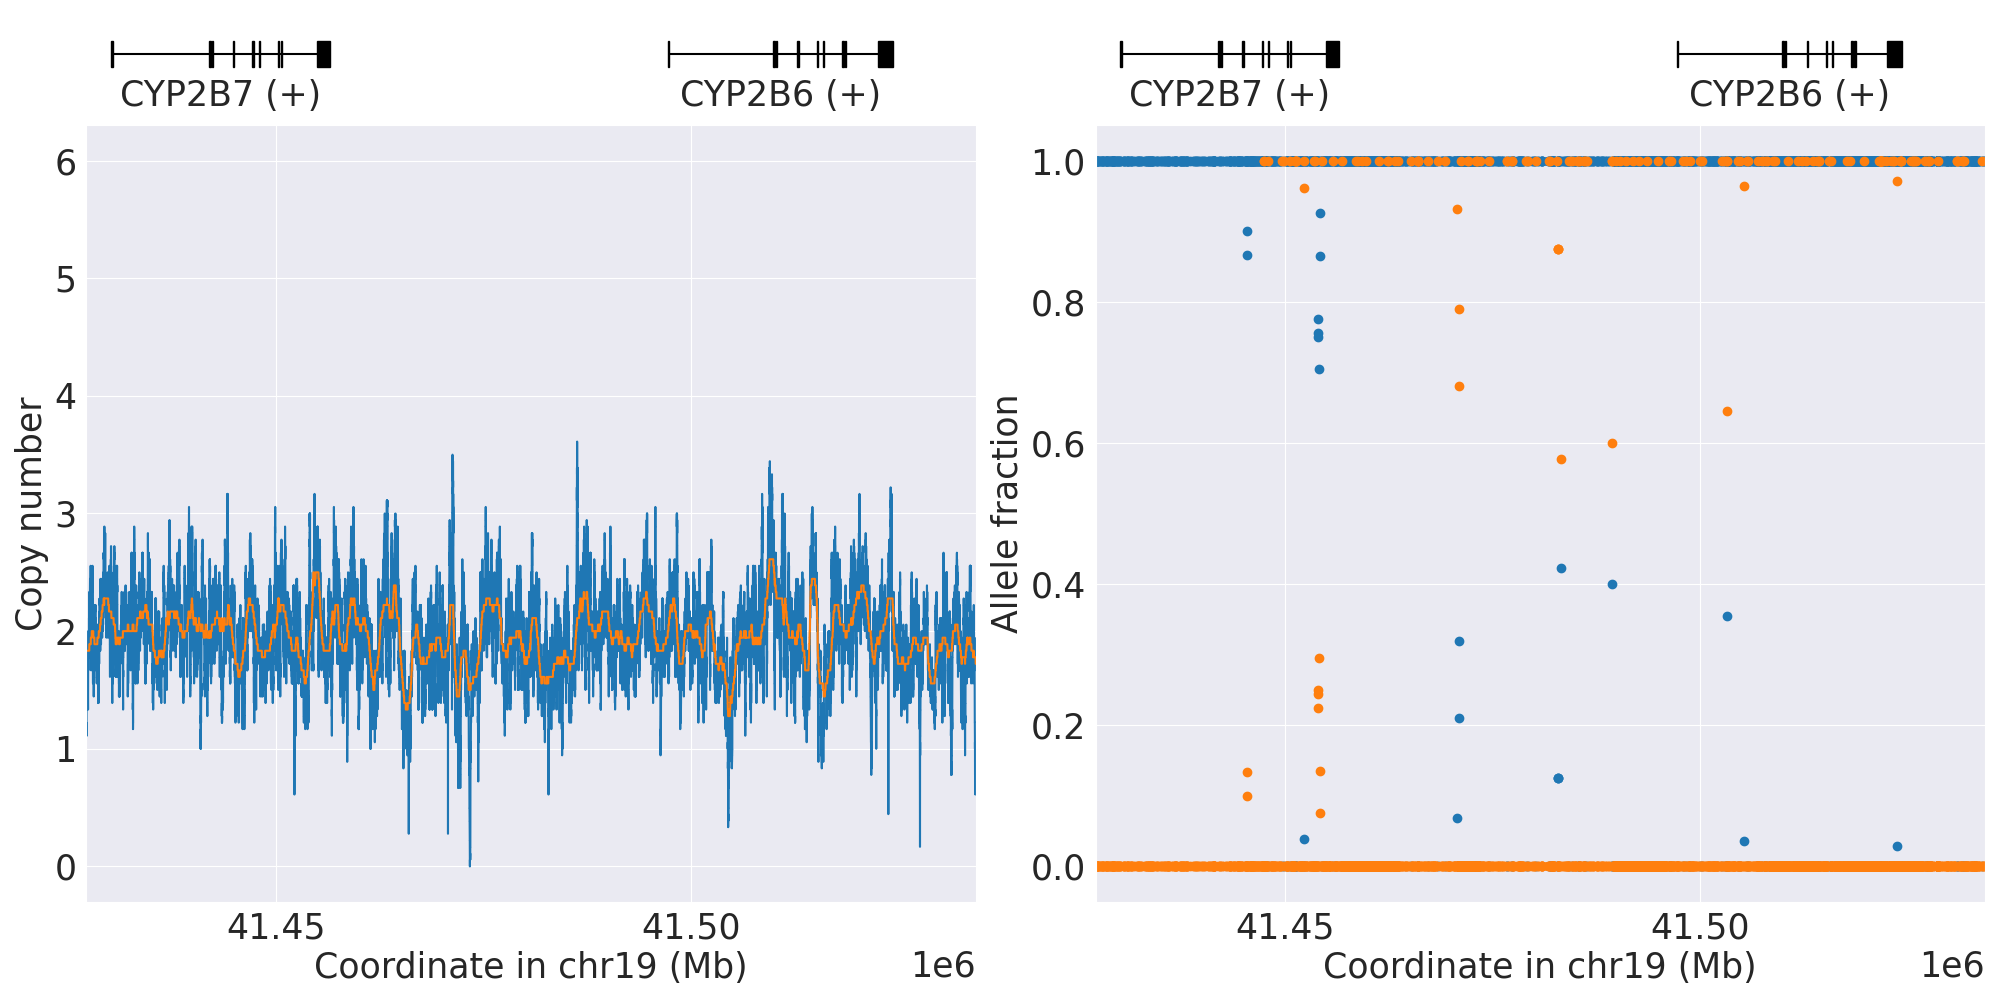 CYP2B7 (+) CYP2B6 (+)
6
5
4
3
2
1
0
Copy number
41.45 41.50
Coordinate in chr19 (Mb) 1e6
CYP2B7 (+) CYP2B6 (+)
1.0
0.8
0.6
0.4
0.2
0.0
Allele fraction
41.45 41.50
Coordinate in chr19 (Mb) 1e6